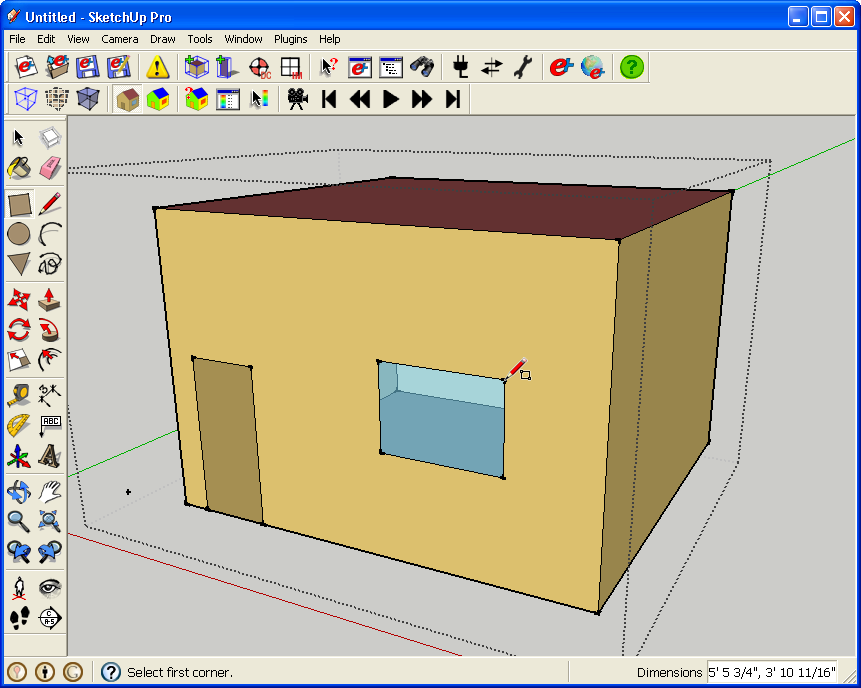 Untitled - SketchUp Pro
File Edit View Camera Draw Tools Window Plugins Help
ABC
A
Select first corner.
Dimensions 5' 5 3/4", 3' 10 11/16"